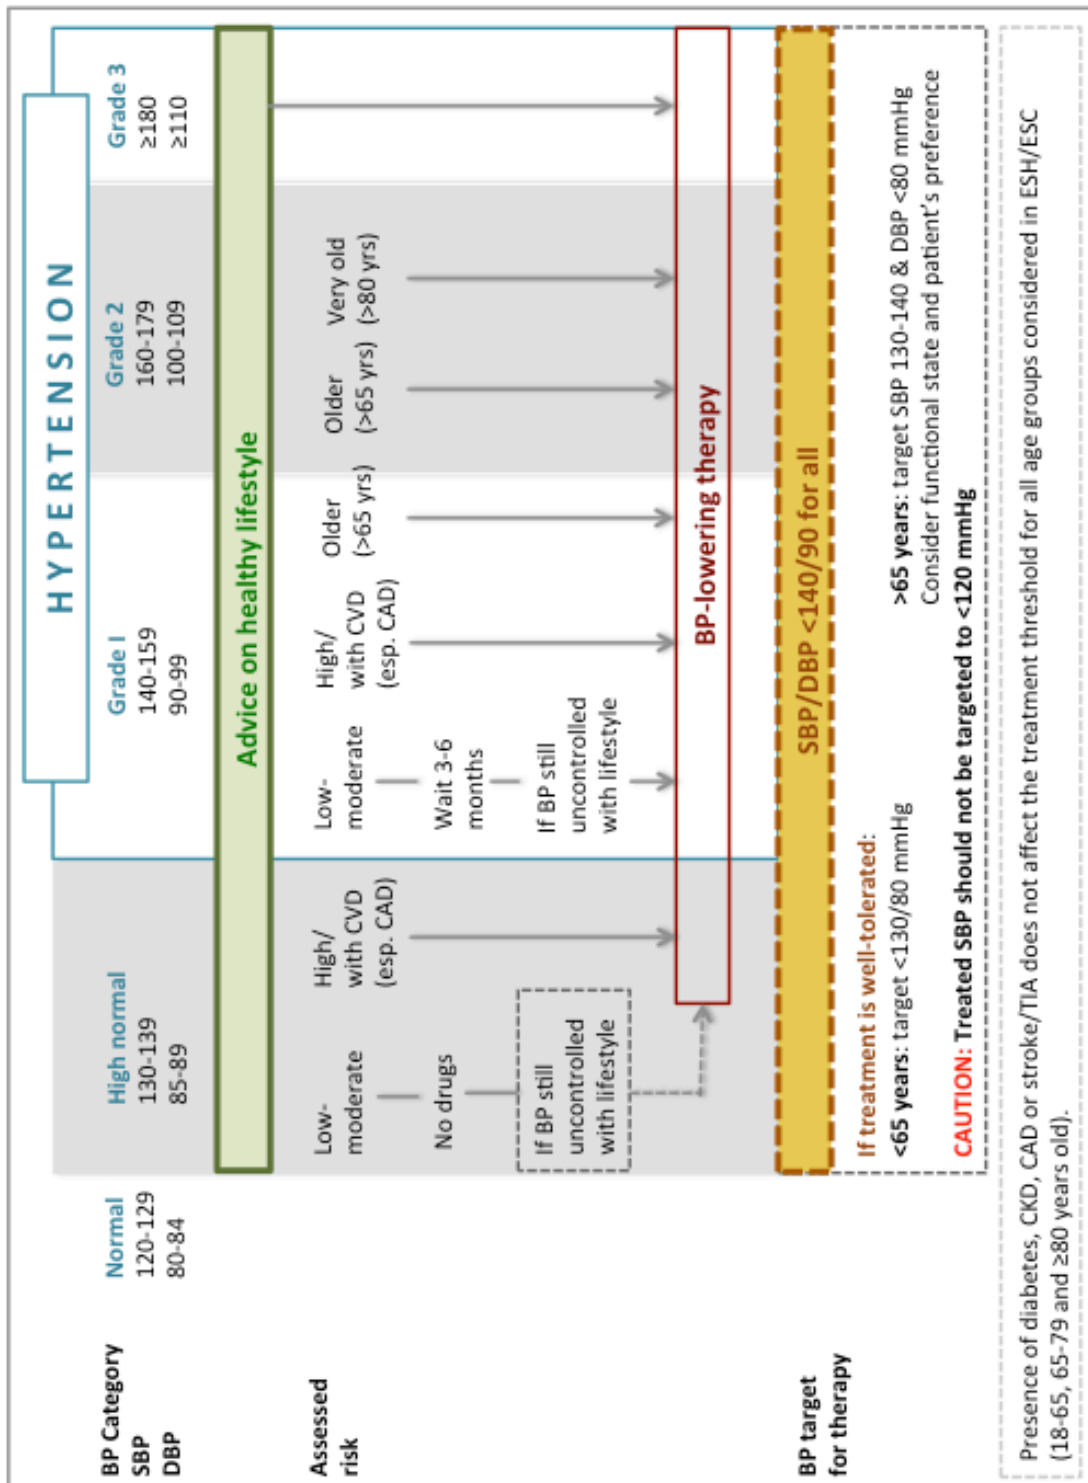 HYPERTENSION
BP Category
Normal
High normal
Grade I
Grade 2
Grade 3
SBP
120-129
130-139
140-159
160-179
≥180
DBP
80-84
85-89
90-99
100-109
≥110
Advice on healthy lifestyle
Assessed
risk
Low-
moderate
No drugs
If BP still
uncontrolled
with lifestyle
High/
with CVD
(esp. CAD)
Low-
moderate
Wait 3-6
months
If BP still
uncontrolled
with lifestyle
High/
with CVD
(esp. CAD)
Older
(>65 yrs)
Older
(>65 yrs)
Very old
(>80 yrs)
BP-lowering therapy
BP target
for therapy
SBP/DBP <140/90 for all
If treatment is well-tolerated:
<65 years: target <130/80 mmHg
>65 years: target SBP 130-140 & DBP <80 mmHg
Consider functional state and patient's preference
CAUTION: Treated SBP should not be targeted to <120 mmHg
Presence of diabetes, CKD, CAD or stroke/TIA does not affect the treatment threshold for all age groups considered in ESH/ESC
(18-65, 65-79 and ≥80 years old).